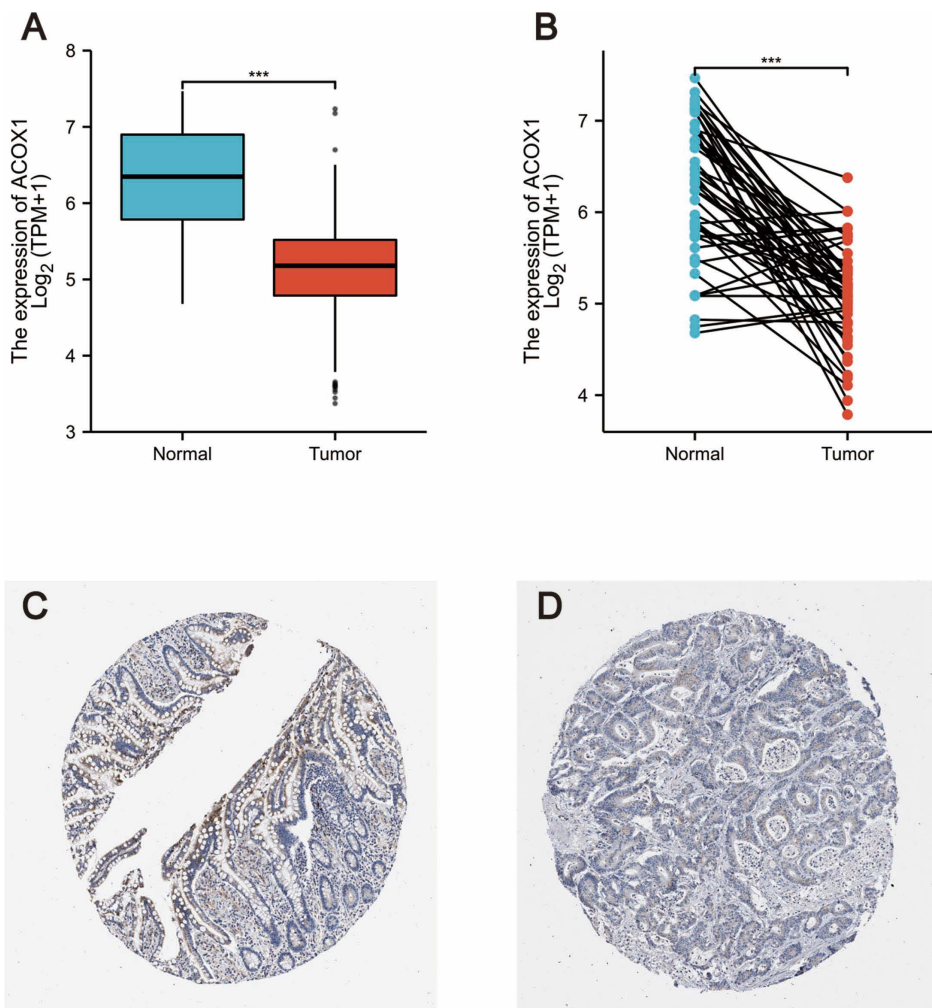 A
The expression of ACOX1
Log₂ (TPM+1)
8
7
6
5
4
3
***
Normal
Tumor
B
The expression of ACOX1
Log₂ (TPM+1)
7
6
5
4
***
Normal
Tumor
C
D